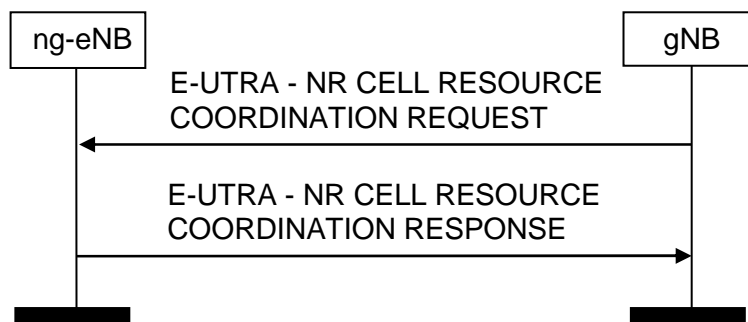 ng-eNB
gNB
E-UTRA - NR CELL RESOURCE
COORDINATION REQUEST
E-UTRA - NR CELL RESOURCE
COORDINATION RESPONSE